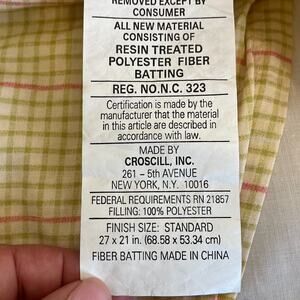 REMOVED EXCEPT BY
CONSUMER
ALL NEW MATERIAL
CONSISTING OF
RESIN TREATED
POLYESTER FIBER
BATTING
REG. NO.N.C. 323
Certification is made by the
manufacturer that the material
in this article are described in
accordance with law.
MADE BY
CROSCILL, INC.
261 - 5th AVENUE
NEW YORK, N.Y. 10016
FEDERAL REQUIREMENTS RN 21857
FILLING: 100% POLYESTER
FINISH SIZE: STANDARD
27 x 21 in. (68.58 x 53.34 cm)
FIBER BATTING MADE IN CHINA